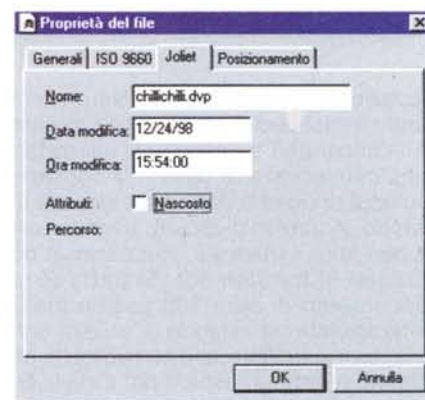 Proprietà del file
Generali ISO 9660 Joliet Posizionamento
Nome: chillichilli.dvp
Data modifica: 12/24/98
Ora modifica: 15:54:00
Attributi: Nascosto
Percorso:
OK Annulla